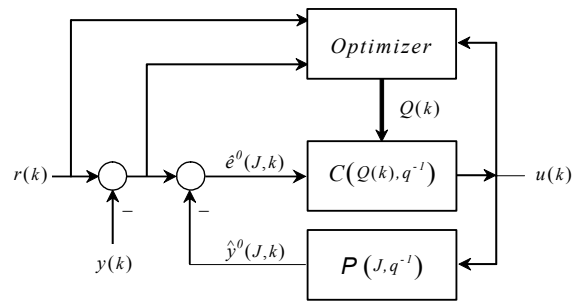 Optimizer
Q(k)
r(k)
ê⁰(J,k)
C(Q(k),q⁻¹)
u(k)
−
−
y(k)
ŷ⁰(J,k)
P(J,q⁻¹)